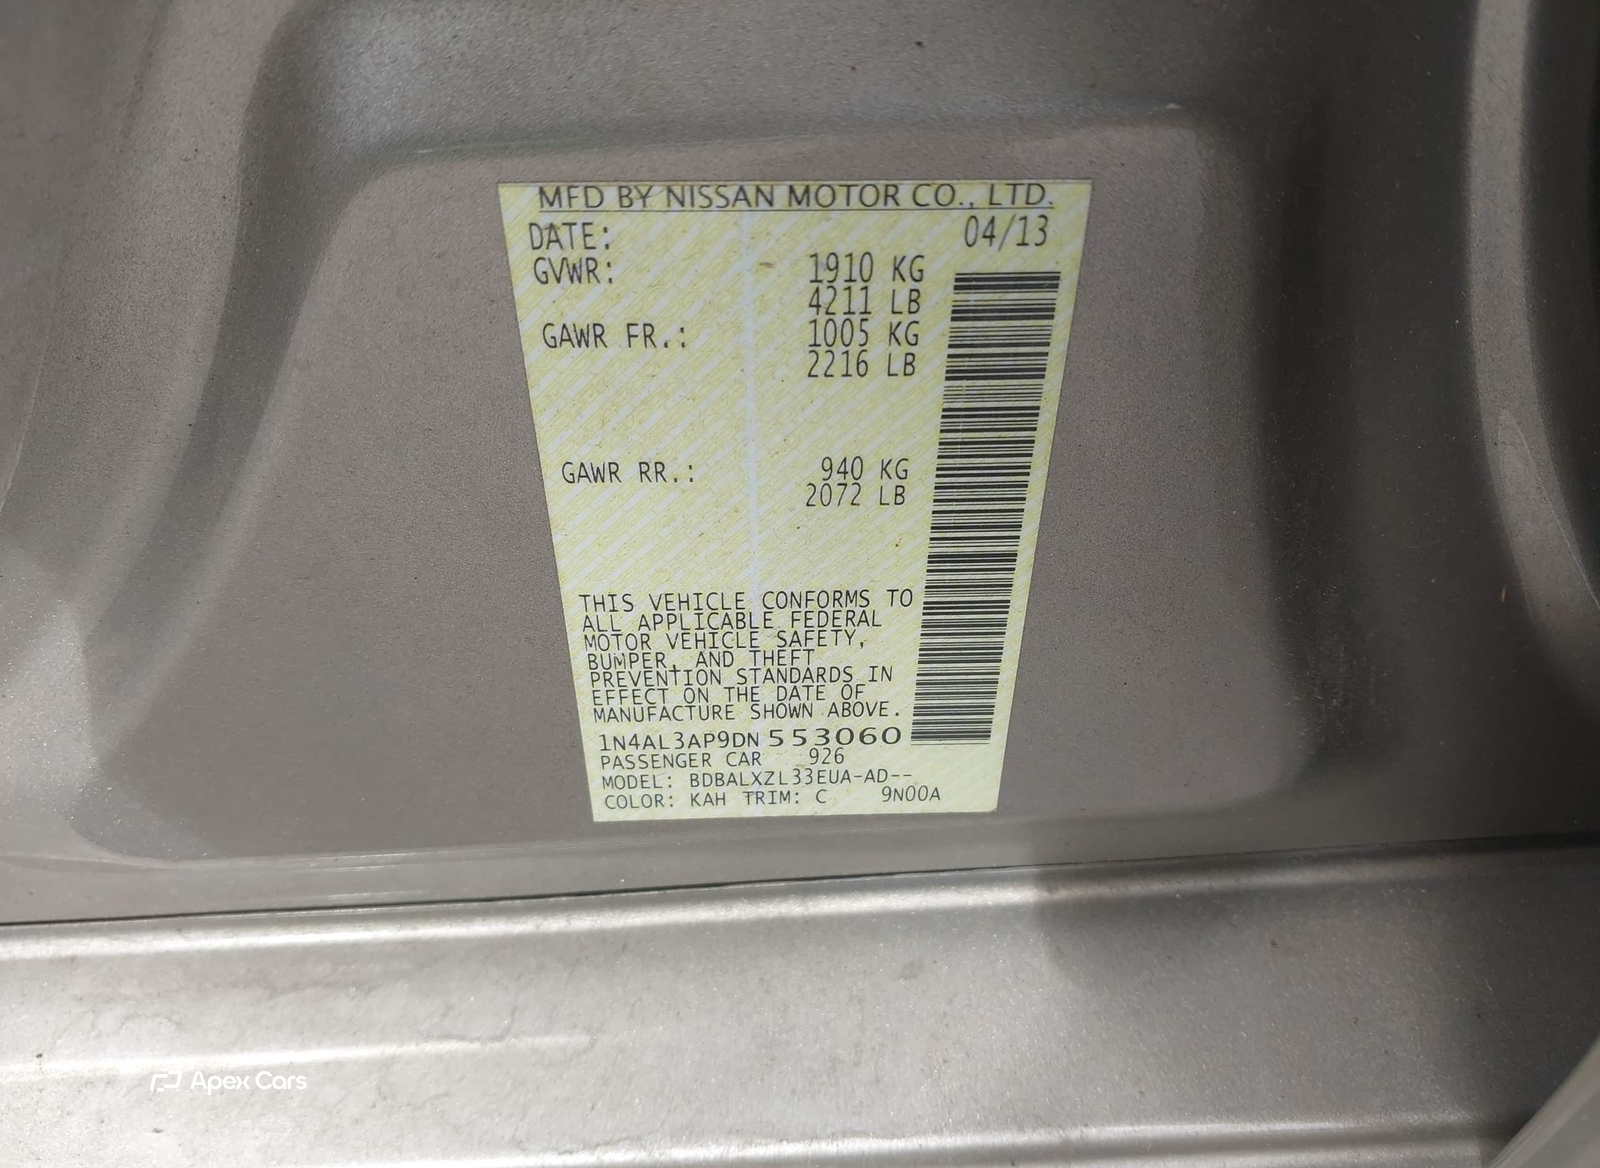 MFD BY NISSAN MOTOR CO., LTD.
DATE: 04/13
GVWR: 1910 KG
4211 LB
GAWR FR.: 1005 KG
2216 LB
GAWR RR.: 940 KG
2072 LB
THIS VEHICLE CONFORMS TO
ALL APPLICABLE FEDERAL
MOTOR VEHICLE SAFETY,
BUMPER, AND THEFT
PREVENTION STANDARDS IN
EFFECT ON THE DATE OF
MANUFACTURE SHOWN ABOVE.
1N4AL3AP9DN553060
PASSENGER CAR 926
MODEL: BDBALXZL33EUA-AD--
COLOR: KAH TRIM: C 9N00A
Apex Cars